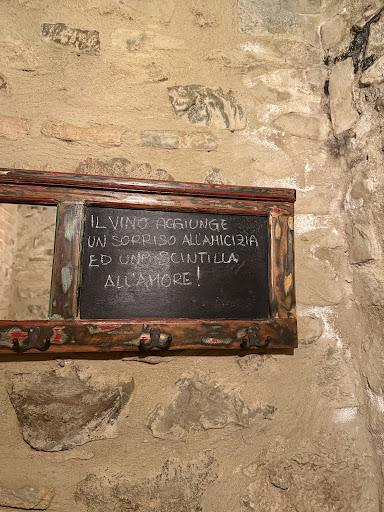 IL VINO AGGIUNGE
UN SORRISO ALL'AMICIZIA
ED UNA SCINTILLA
ALL'AMORE!